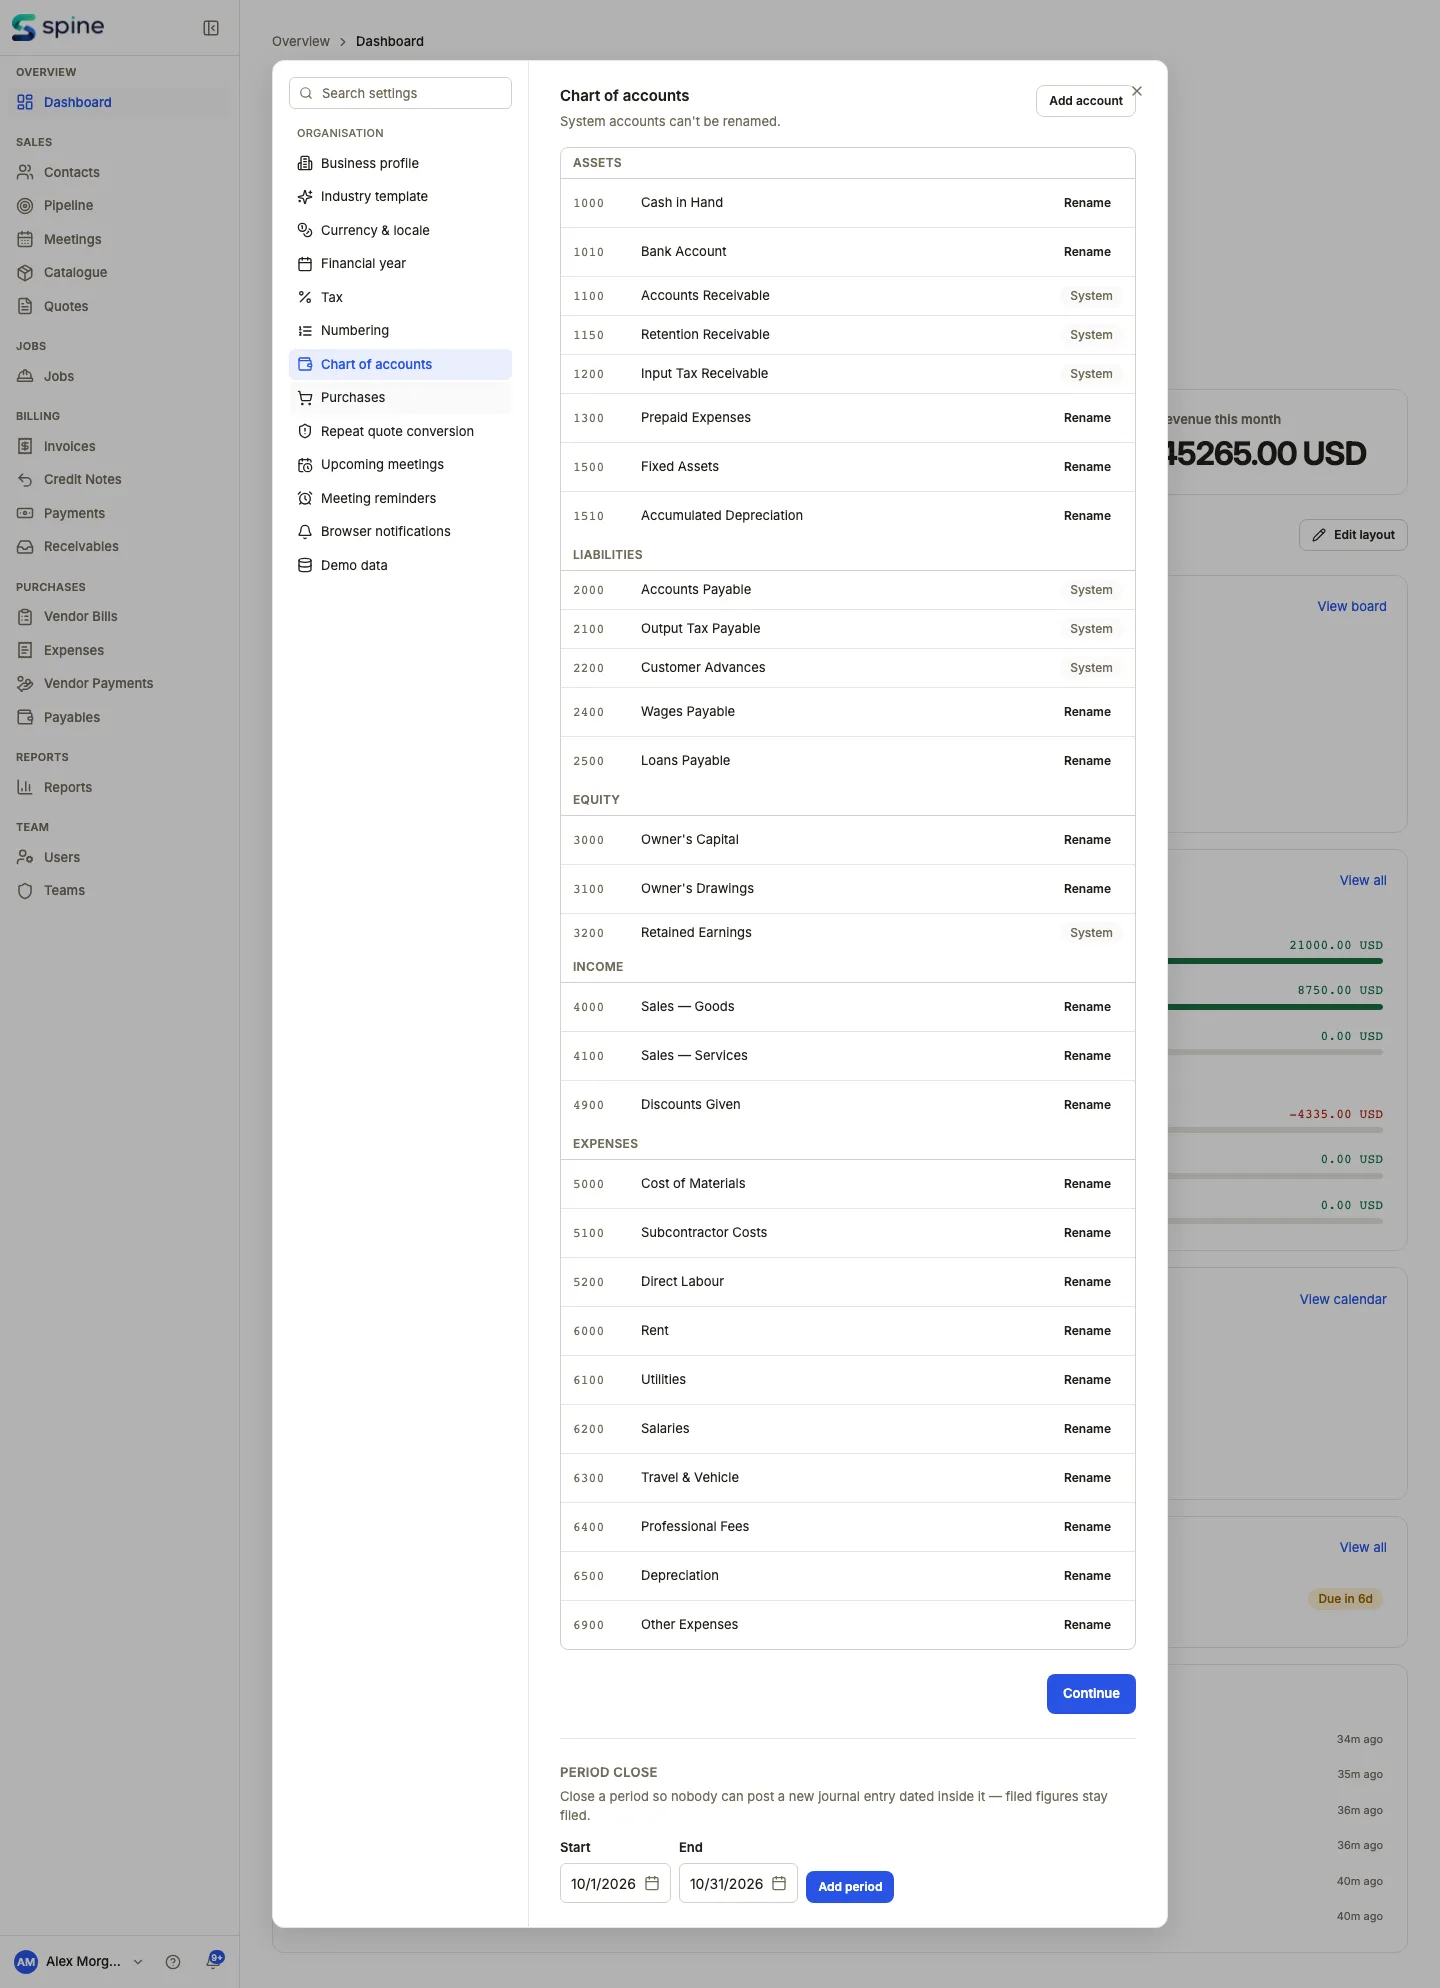 spine
OVERVIEW
Dashboard
SALES
Contacts
Pipeline
Meetings
Catalogue
Quotes
JOBS
Jobs
BILLING
Invoices
Credit Notes
Payments
Receivables
PURCHASES
Vendor Bills
Expenses
Vendor Payments
Payables
REPORTS
Reports
TEAM
Users
Teams
AM Alex Morg...
9+
Overview > Dashboard
Search settings
ORGANISATION
Business profile
Industry template
Currency & locale
Financial year
Tax
Numbering
Chart of accounts
Purchases
Repeat quote conversion
Upcoming meetings
Meeting reminders
Browser notifications
Demo data
Chart of accounts
Add account
System accounts can't be renamed.
ASSETS
1000 Cash in Hand Rename
1010 Bank Account Rename
1100 Accounts Receivable System
1150 Retention Receivable System
1200 Input Tax Receivable System
1300 Prepaid Expenses Rename
1500 Fixed Assets Rename
1510 Accumulated Depreciation Rename
LIABILITIES
2000 Accounts Payable System
2100 Output Tax Payable System
2200 Customer Advances System
2400 Wages Payable Rename
2500 Loans Payable Rename
EQUITY
3000 Owner's Capital Rename
3100 Owner's Drawings Rename
3200 Retained Earnings System
INCOME
4000 Sales — Goods Rename
4100 Sales — Services Rename
4900 Discounts Given Rename
EXPENSES
5000 Cost of Materials Rename
5100 Subcontractor Costs Rename
5200 Direct Labour Rename
6000 Rent Rename
6100 Utilities Rename
6200 Salaries Rename
6300 Travel & Vehicle Rename
6400 Professional Fees Rename
6500 Depreciation Rename
6900 Other Expenses Rename
Continue
PERIOD CLOSE
Close a period so nobody can post a new journal entry dated inside it — filed figures stay
filed.
Start End
10/1/2026 10/31/2026 Add period
evenue this month
45265.00 USD
Edit layout
View board
View all
21000.00 USD
8750.00 USD
0.00 USD
−4335.00 USD
0.00 USD
0.00 USD
View calendar
View all
Due in 6d
34m ago
35m ago
36m ago
36m ago
40m ago
40m ago